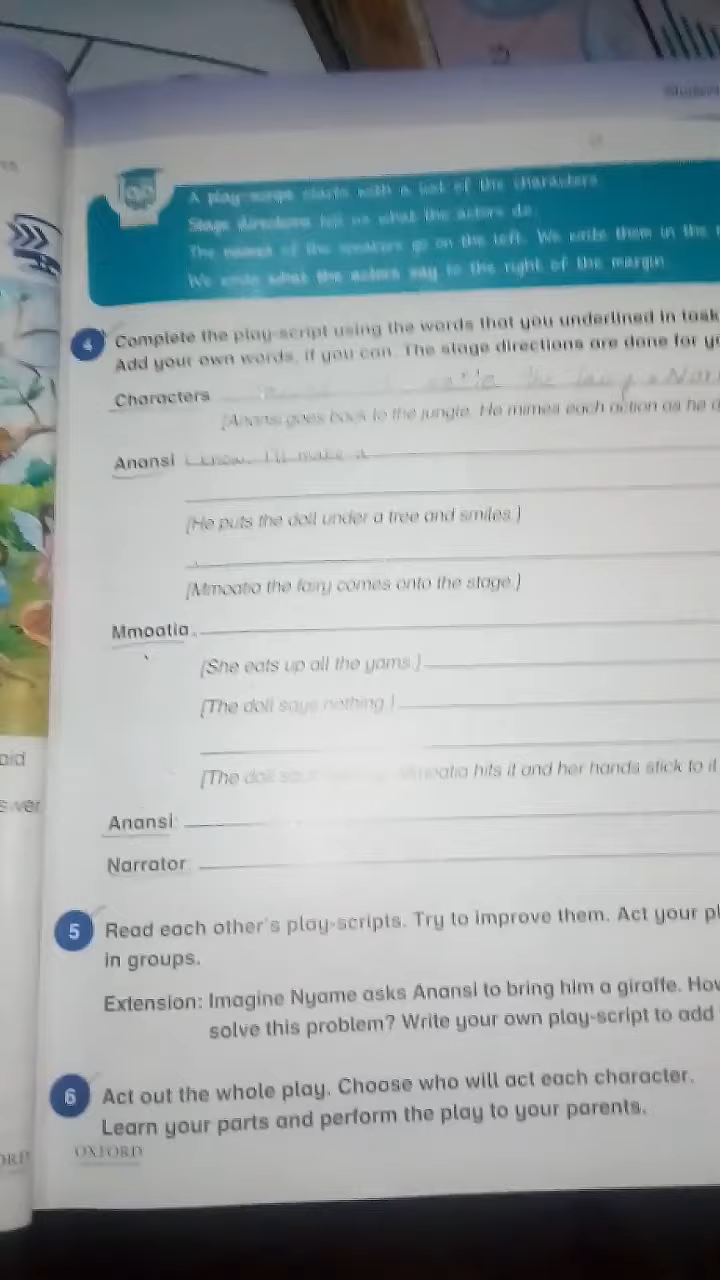 Student
A play-script starts with a list of the characters.
Stage directions tell us what the actors do.
The names of the speakers go on the left. We write them in the
We write what the actors say to the right of the margin.
4 Complete the play-script using the words that you underlined in task
Add your own words, if you can. The stage directions are done for
Characters the
[Anansi goes back to the jungle. He mimes each action as he
Anansi I know. I'll make a
[He puts the doll under a tree and smiles.]
[Mmoatia the fairy comes onto the stage.]
Mmoatia
[She eats up all the yams.]
[The doll says nothing.]
[The doll Mmoatia hits it and her hands stick to it
Anansi:
Narrator
5 Read each other's play-scripts. Try to improve them. Act your
in groups.
Extension: Imagine Nyame asks Anansi to bring him a giraffe.
solve this problem? Write your own play-script to add
6 Act out the whole play. Choose who will act each character.
Learn your parts and perform the play to your parents.
OXFORD